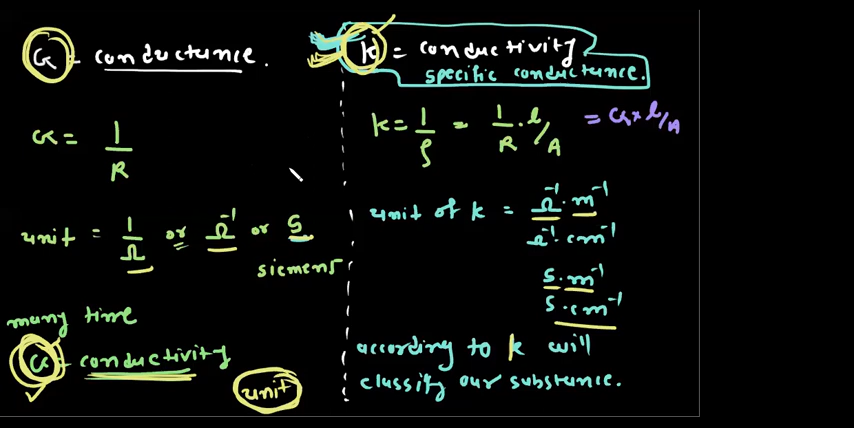 G - conductance.
G = 1/R
unit = 1/Ω or Ω⁻¹ or S
siemens
many time
G - conductivity
unit
k = conductivity
specific conductance.
k = 1/ρ = 1/R · l/A = G × l/A
unit of k = Ω⁻¹ · m⁻¹
Ω⁻¹ · cm⁻¹
S · m⁻¹
S · cm⁻¹
according to k will
classify our substance.